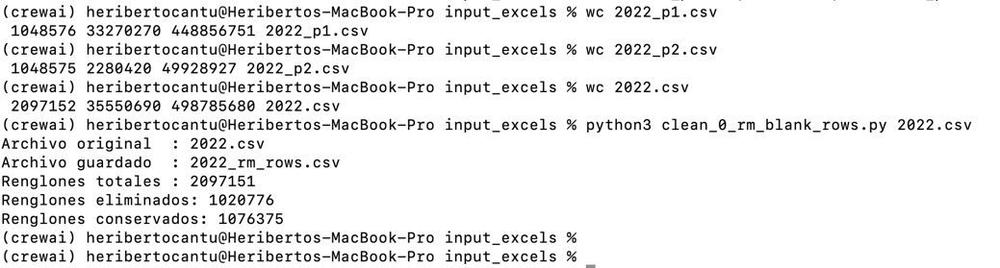 (crewai) heribertocantu@Heribertos-MacBook-Pro input_excels % wc 2022_p1.csv
 1048576 33270270 448856751 2022_p1.csv
(crewai) heribertocantu@Heribertos-MacBook-Pro input_excels % wc 2022_p2.csv
 1048575 2280420 49928927 2022_p2.csv
(crewai) heribertocantu@Heribertos-MacBook-Pro input_excels % wc 2022.csv
 2097152 35550690 498785680 2022.csv
(crewai) heribertocantu@Heribertos-MacBook-Pro input_excels % python3 clean_0_rm_blank_rows.py 2022.csv
Archivo original  : 2022.csv
Archivo guardado  : 2022_rm_rows.csv
Renglones totales : 2097151
Renglones eliminados: 1020776
Renglones conservados: 1076375
(crewai) heribertocantu@Heribertos-MacBook-Pro input_excels %
(crewai) heribertocantu@Heribertos-MacBook-Pro input_excels %